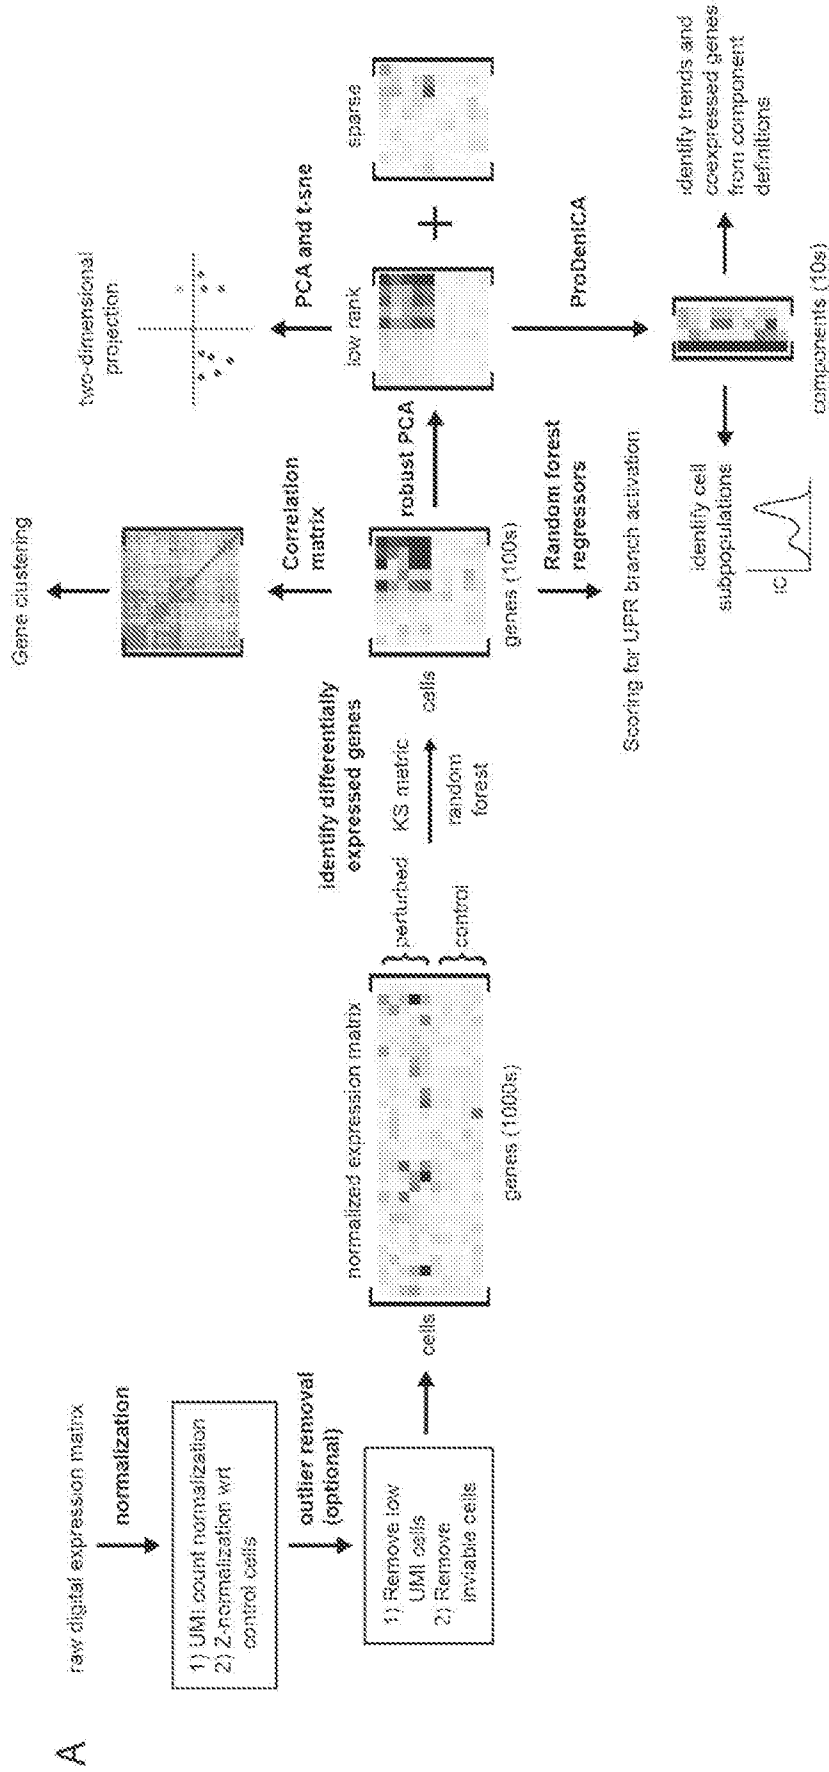 A
raw digital expression matrix
normalization
1) UMI count normalization
2) Z-normalization wrt
control cells
outlier removal
(optional)
1) Remove low
UMI cells
2) Remove
inviable cells
normalized expression matrix
cells
genes (1000s)
perturbed
control
Identify differentially
expressed genes
KS metric
random
forest
cells
genes (100s)
Correlation
matrix
Gene clustering
Random forest
regressors
Scoring for UPR branch activation
robust PCA
low rank
sparse
PCA and t-sne
two-dimensional
projection
ProDenICA
components (10s)
identify cell
subpopulations
IC
identify trends and
coexpressed genes
from component
definitions